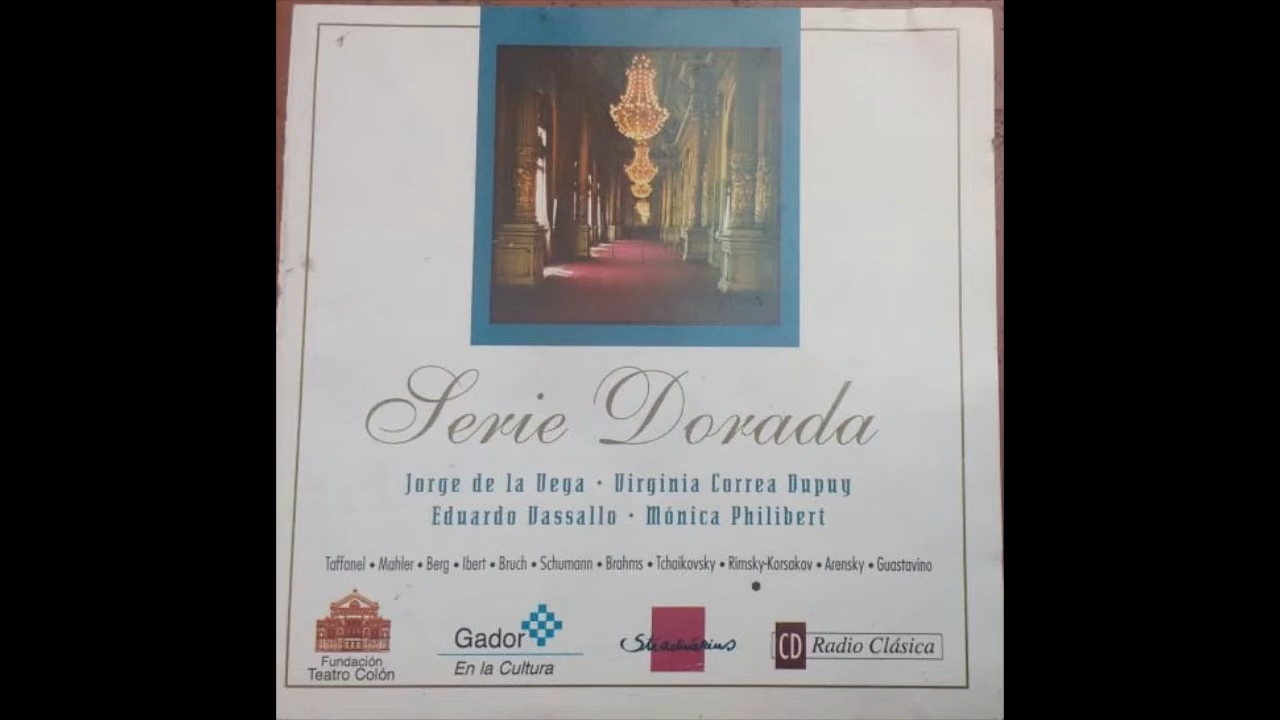 Serie Dorada
Jorge de la Vega • Virginia Correa Dupuy
Eduardo Vassallo • Mónica Philibert
Taffanel • Mahler • Berg • Ibert • Bruch • Schumann • Brahms • Tchaikovsky • Rimsky-Korsakov • Arensky • Guastavino
Fundación
Teatro Colón
Gador
En la Cultura
Stradivarius
CD Radio Clásica